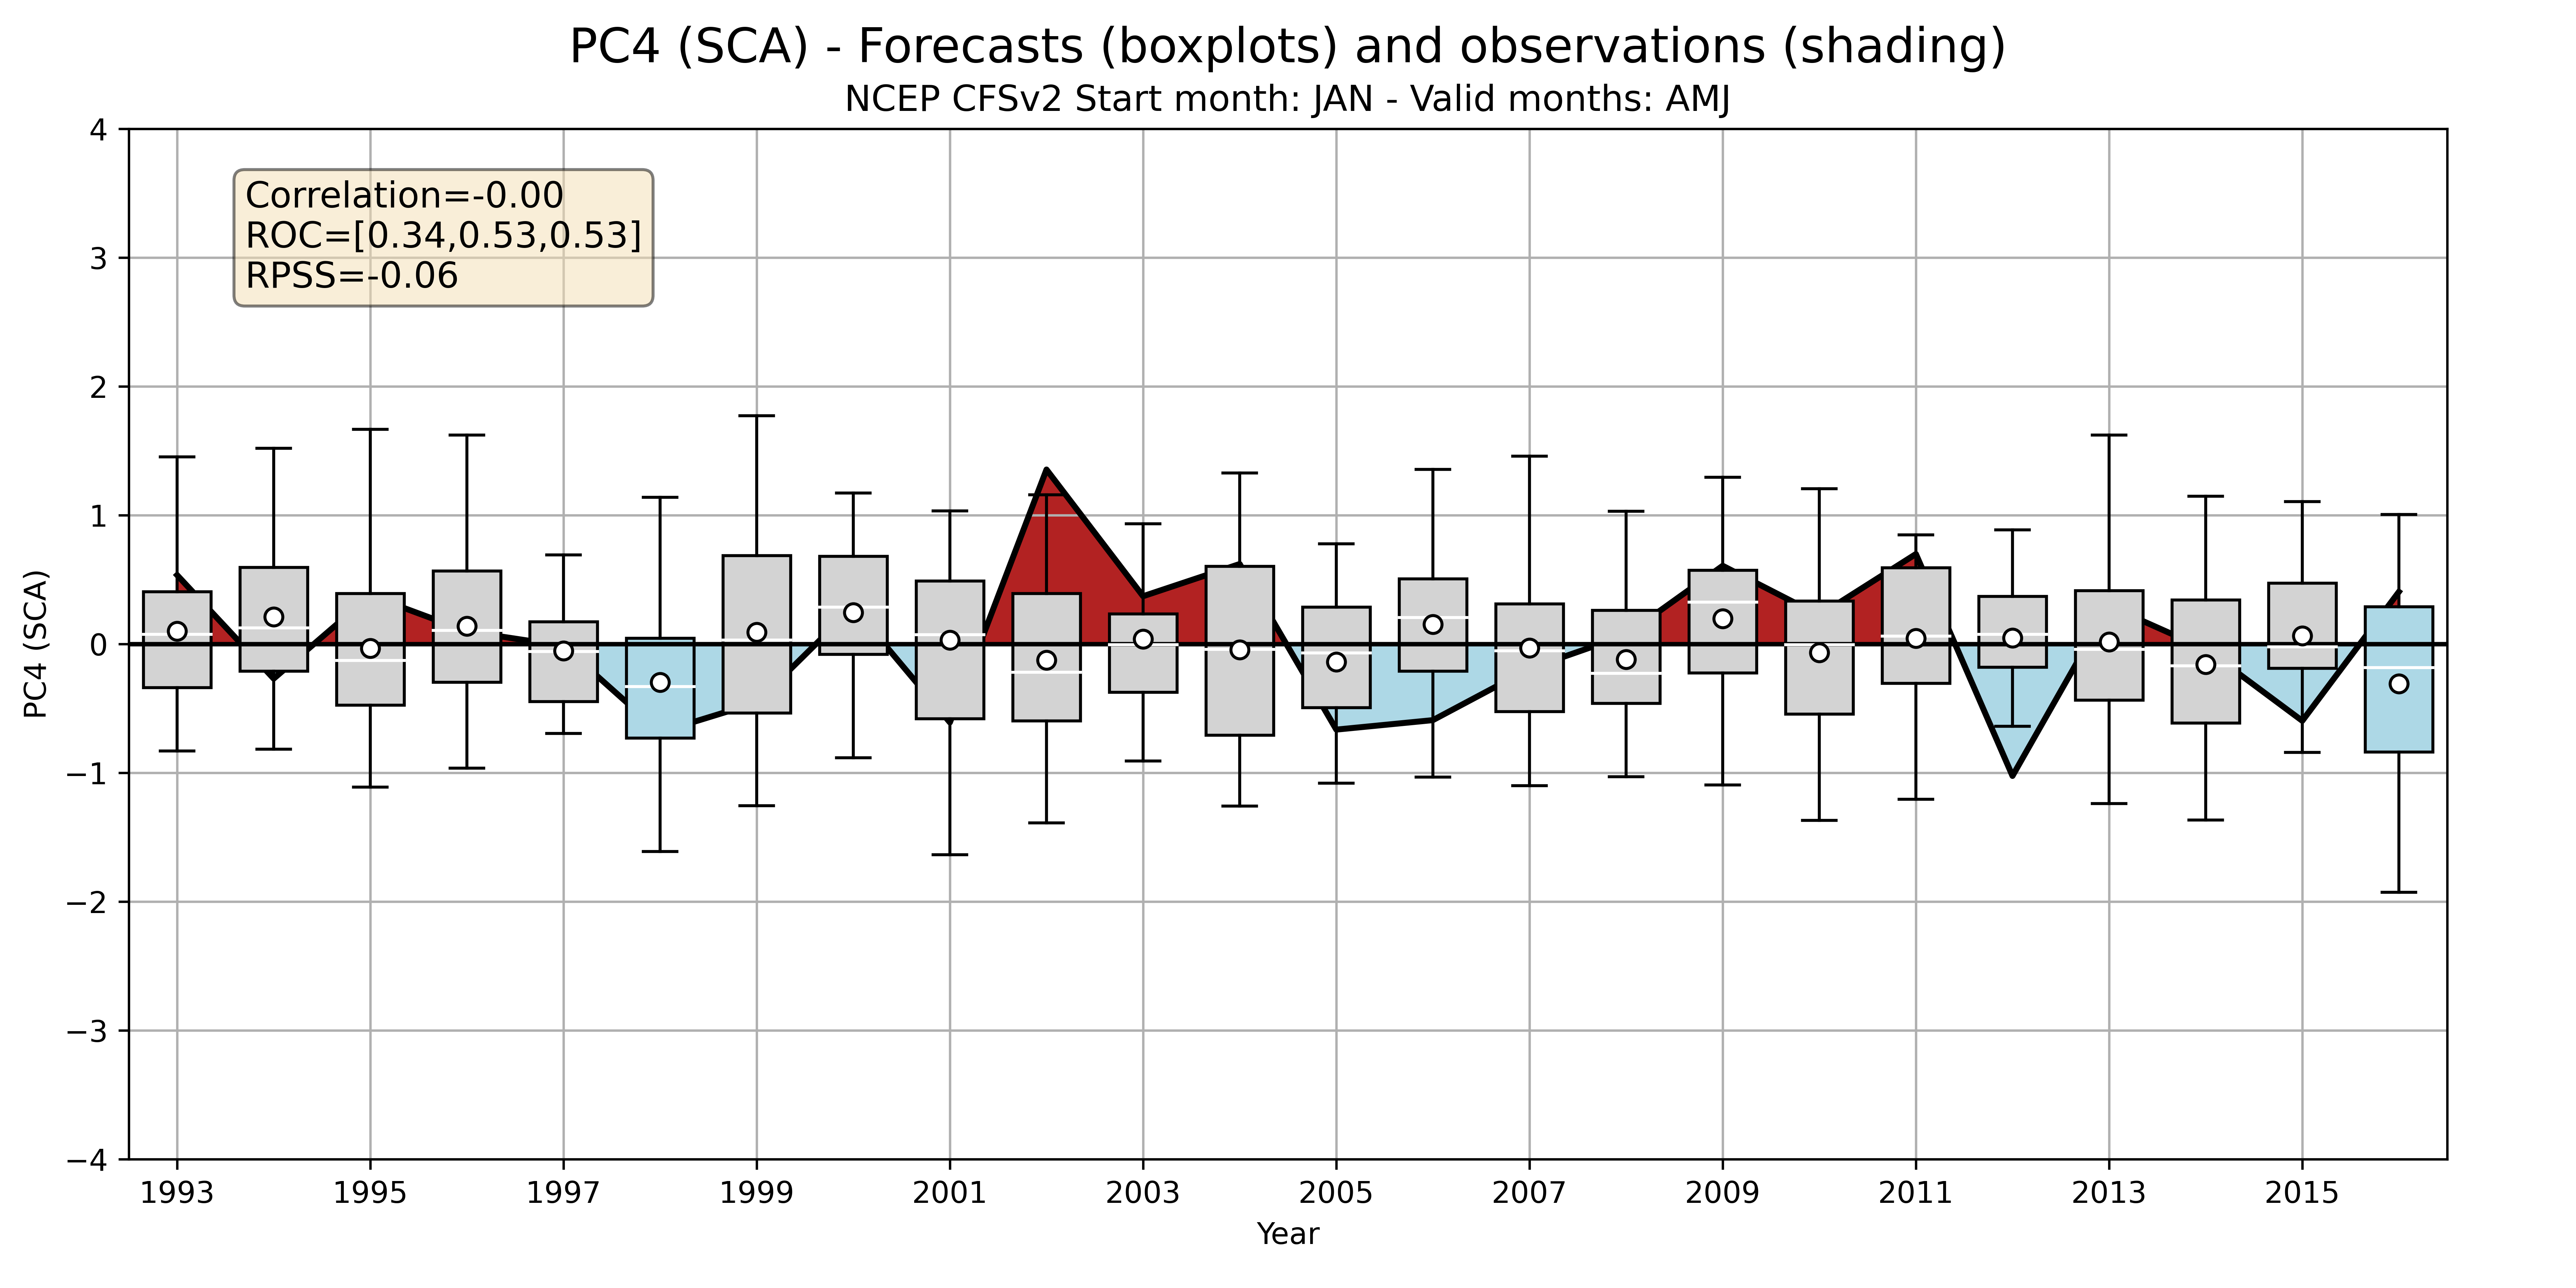 PC4 (SCA) - Forecasts (boxplots) and observations (shading)
NCEP CFSv2 Start month: JAN - Valid months: AMJ
Correlation=-0.00
ROC=[0.34,0.53,0.53]
RPSS=-0.06
PC4 (SCA)
4
3
2
1
0
−1
−2
−3
−4
1993 1995 1997 1999 2001 2003 2005 2007 2009 2011 2013 2015
Year